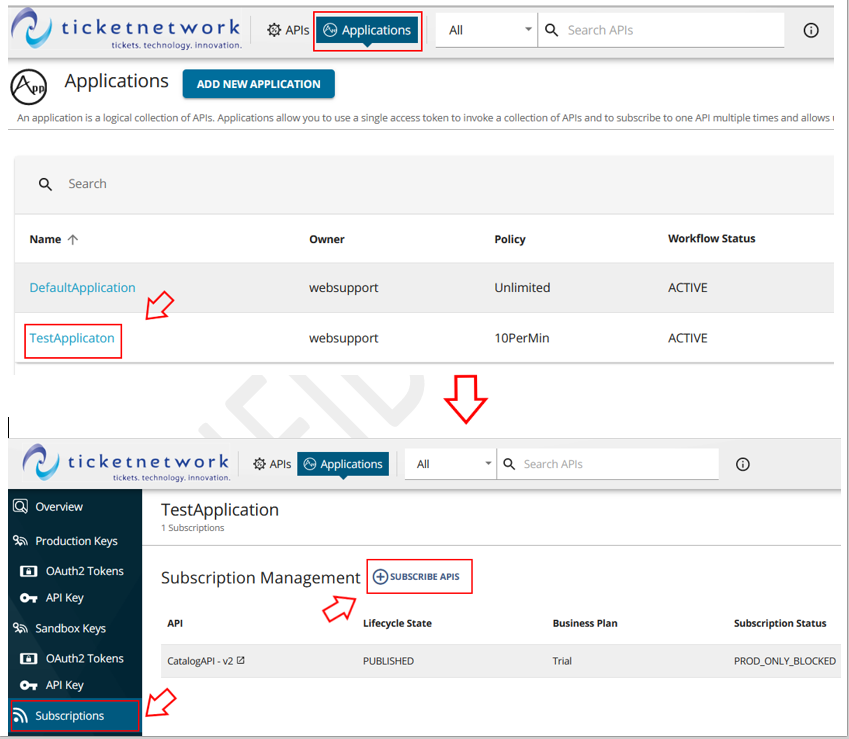 ticketnetwork
tickets. technology. innovation.
APIs
Applications
All
Search APIs
App
Applications
ADD NEW APPLICATION
An application is a logical collection of APIs. Applications allow you to use a single access token to invoke a collection of APIs and to subscribe to one API multiple times and allows
Search
Name Owner Policy Workflow Status
DefaultApplication websupport Unlimited ACTIVE
TestApplicaton websupport 10PerMin ACTIVE
ticketnetwork
tickets. technology. innovation.
APIs
Applications
All
Search APIs
Overview
Production Keys
OAuth2 Tokens
API Key
Sandbox Keys
OAuth2 Tokens
API Key
Subscriptions
TestApplication
1 Subscriptions
Subscription Management
SUBSCRIBE APIS
API Lifecycle State Business Plan Subscription Status
CatalogAPI - v2 PUBLISHED Trial PROD_ONLY_BLOCKED